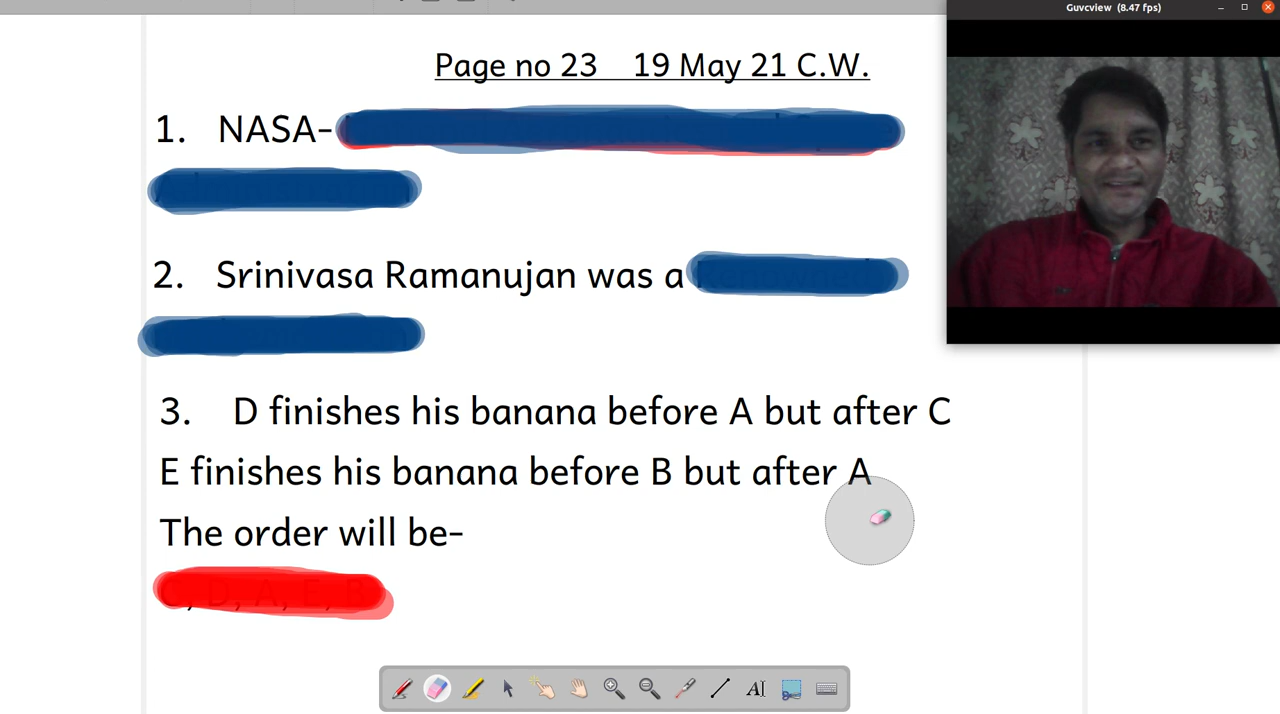 Guvcview (8.47 fps)
Page no 23 19 May 21 C.W.
1. NASA-
2. Srinivasa Ramanujan was a
3. D finishes his banana before A but after C
E finishes his banana before B but after A
The order will be-
C, D, A, E, B